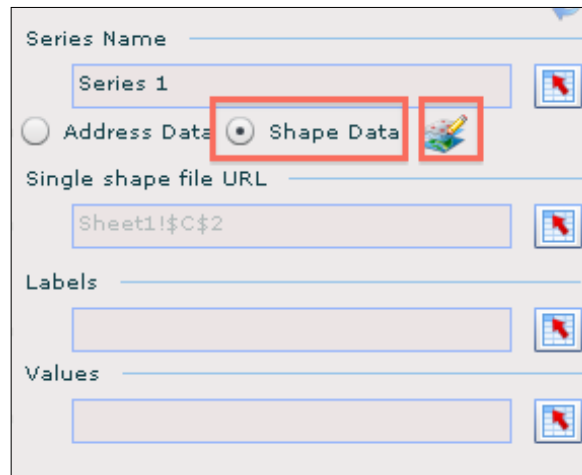 Series Name
Series 1
Address Data Shape Data
Single shape file URL
Sheet1!$C$2
Labels
Values